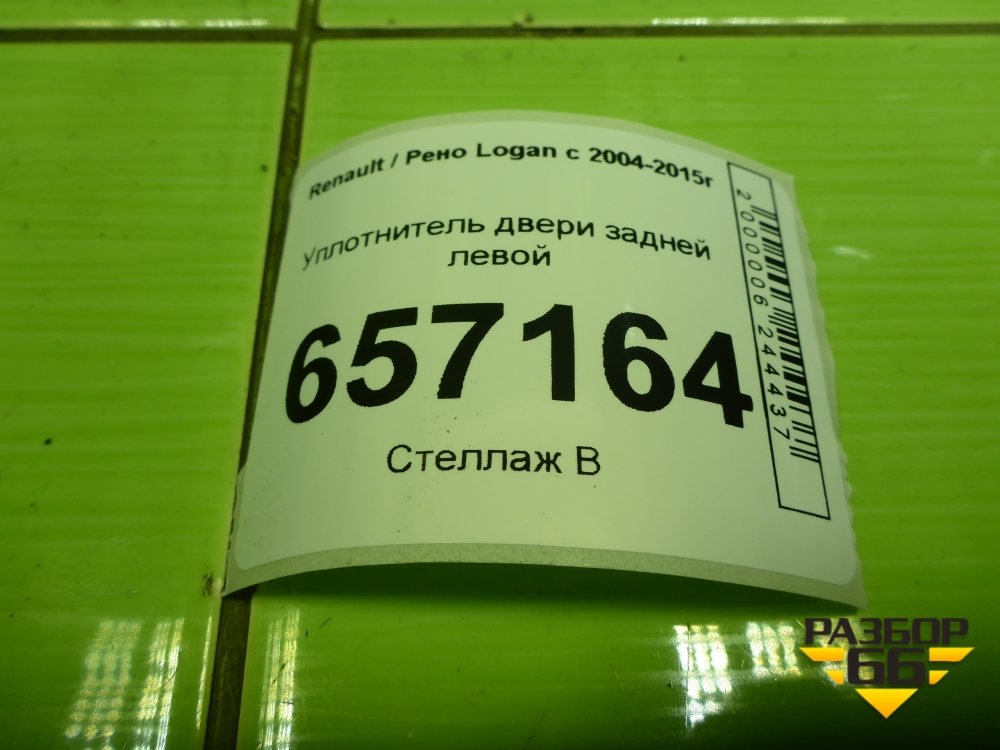 Renault / Рено Logan с 2004-2015г
Уплотнитель двери задней
левой
657164
Стеллаж В
2000006244437
РАЗБОР
66